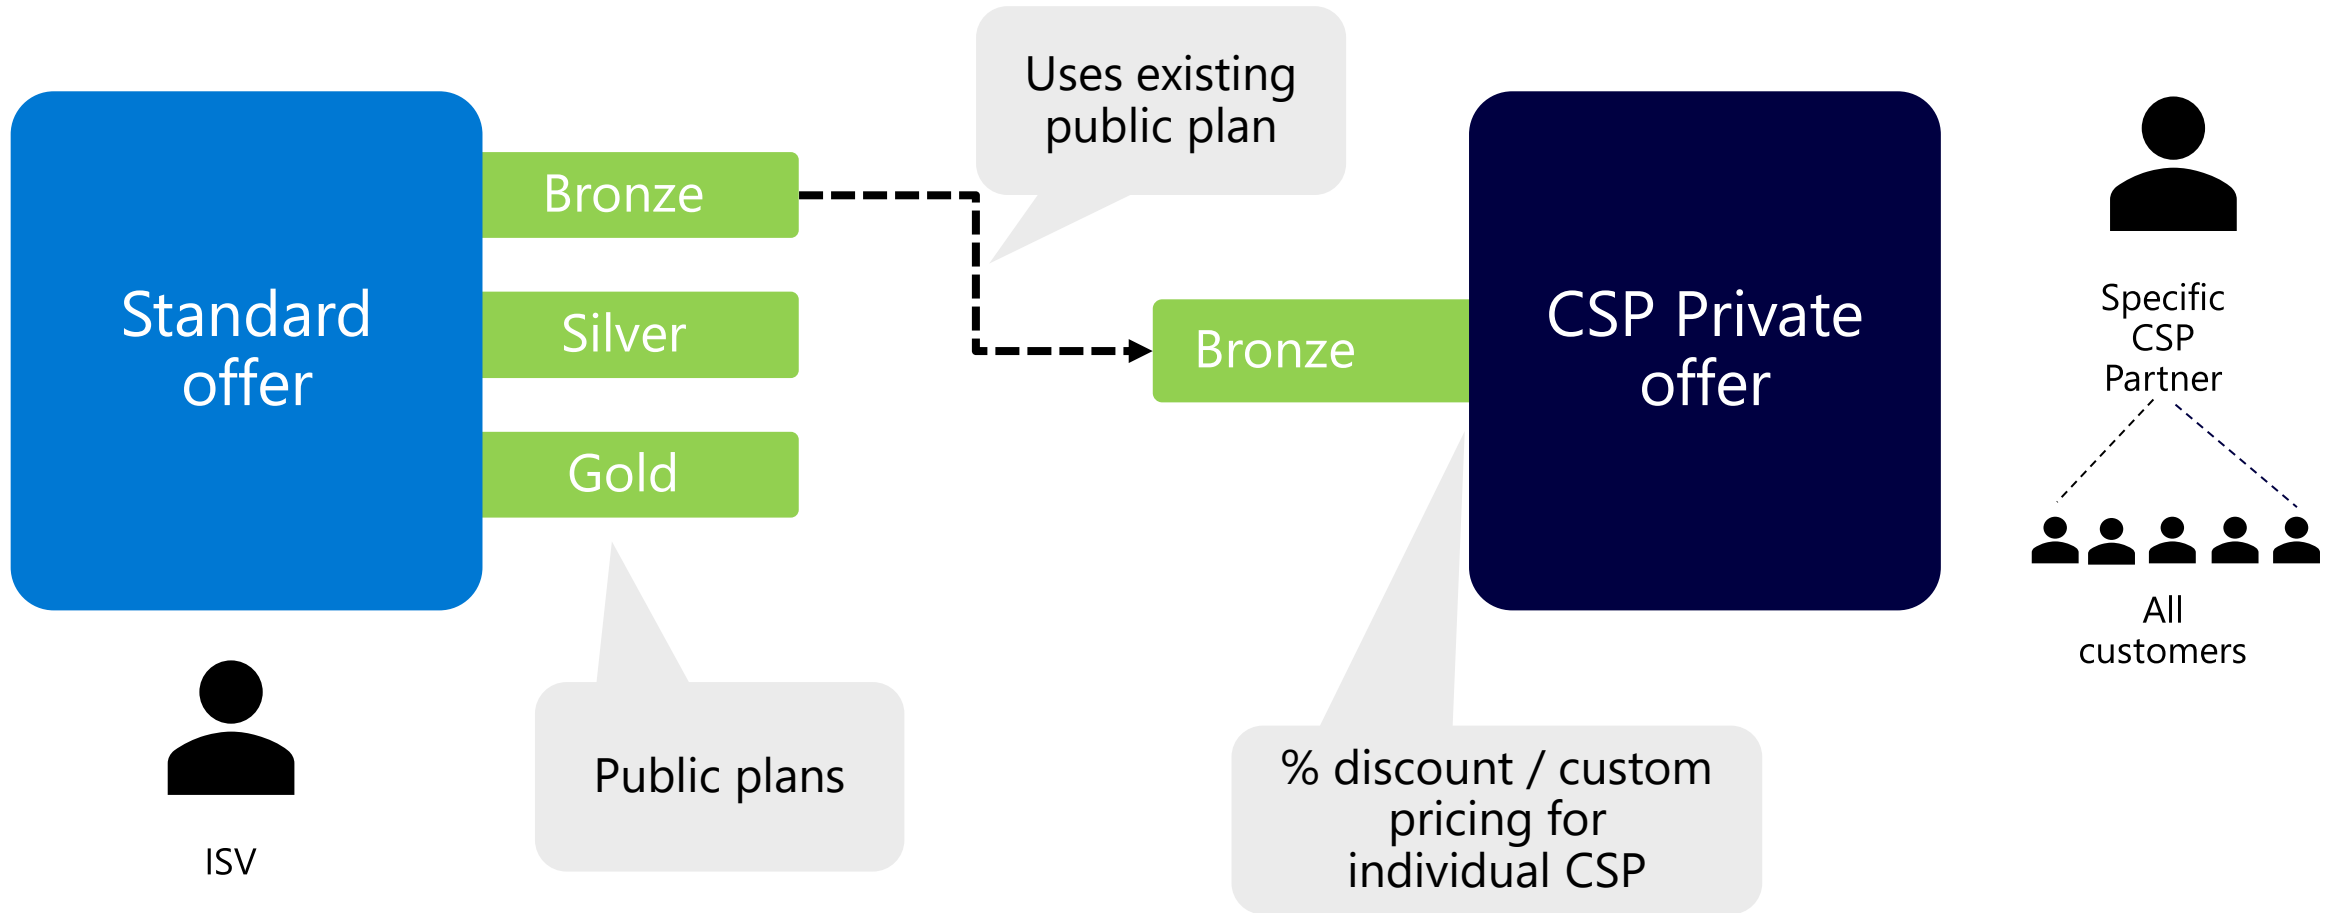 Standard
offer
Bronze
Silver
Gold
ISV
Public plans
Uses existing
public plan
Bronze
CSP Private
offer
% discount / custom
pricing for
individual CSP
Specific
CSP
Partner
All
customers